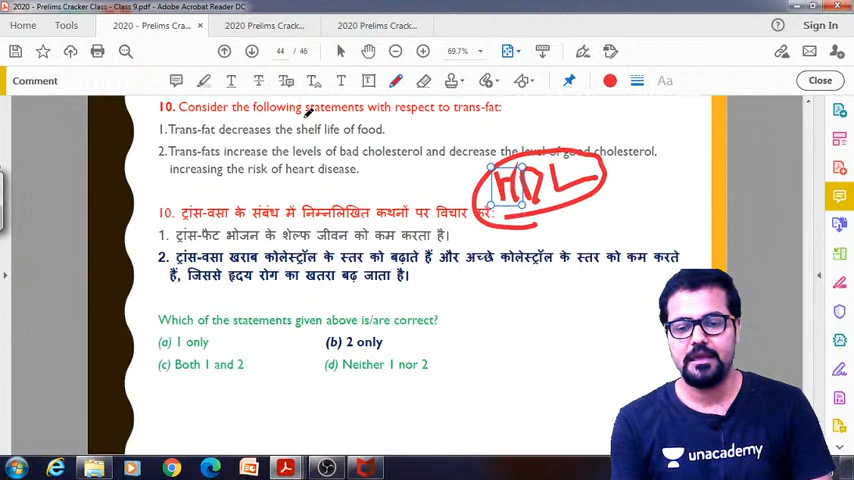 2020 - Prelims Cracker Class - Class 9.pdf - Adobe Acrobat Reader DC
Home Tools 2020 - Prelims Cra... × 2020 - Prelims Crack... 2020 - Prelims Crack... Sign In
44 / 46 69.7%
Comment Close
10. Consider the following statements with respect to trans-fat:
1.Trans-fat decreases the shelf life of food.
2.Trans-fats increase the levels of bad cholesterol and decrease the level of good cholesterol,
increasing the risk of heart disease.
HDL
10. ट्रांस-वसा के संबंध में निम्नलिखित कथनों पर विचार करें:
1. ट्रांस-फैट भोजन के शेल्फ जीवन को कम करता है।
2. ट्रांस-वसा खराब कोलेस्ट्रॉल के स्तर को बढ़ाते हैं और अच्छे कोलेस्ट्रॉल के स्तर को कम करते
हैं, जिससे हृदय रोग का खतरा बढ़ जाता है।
Which of the statements given above is/are correct?
(a) 1 only (b) 2 only
(c) Both 1 and 2 (d) Neither 1 nor 2
unacademy